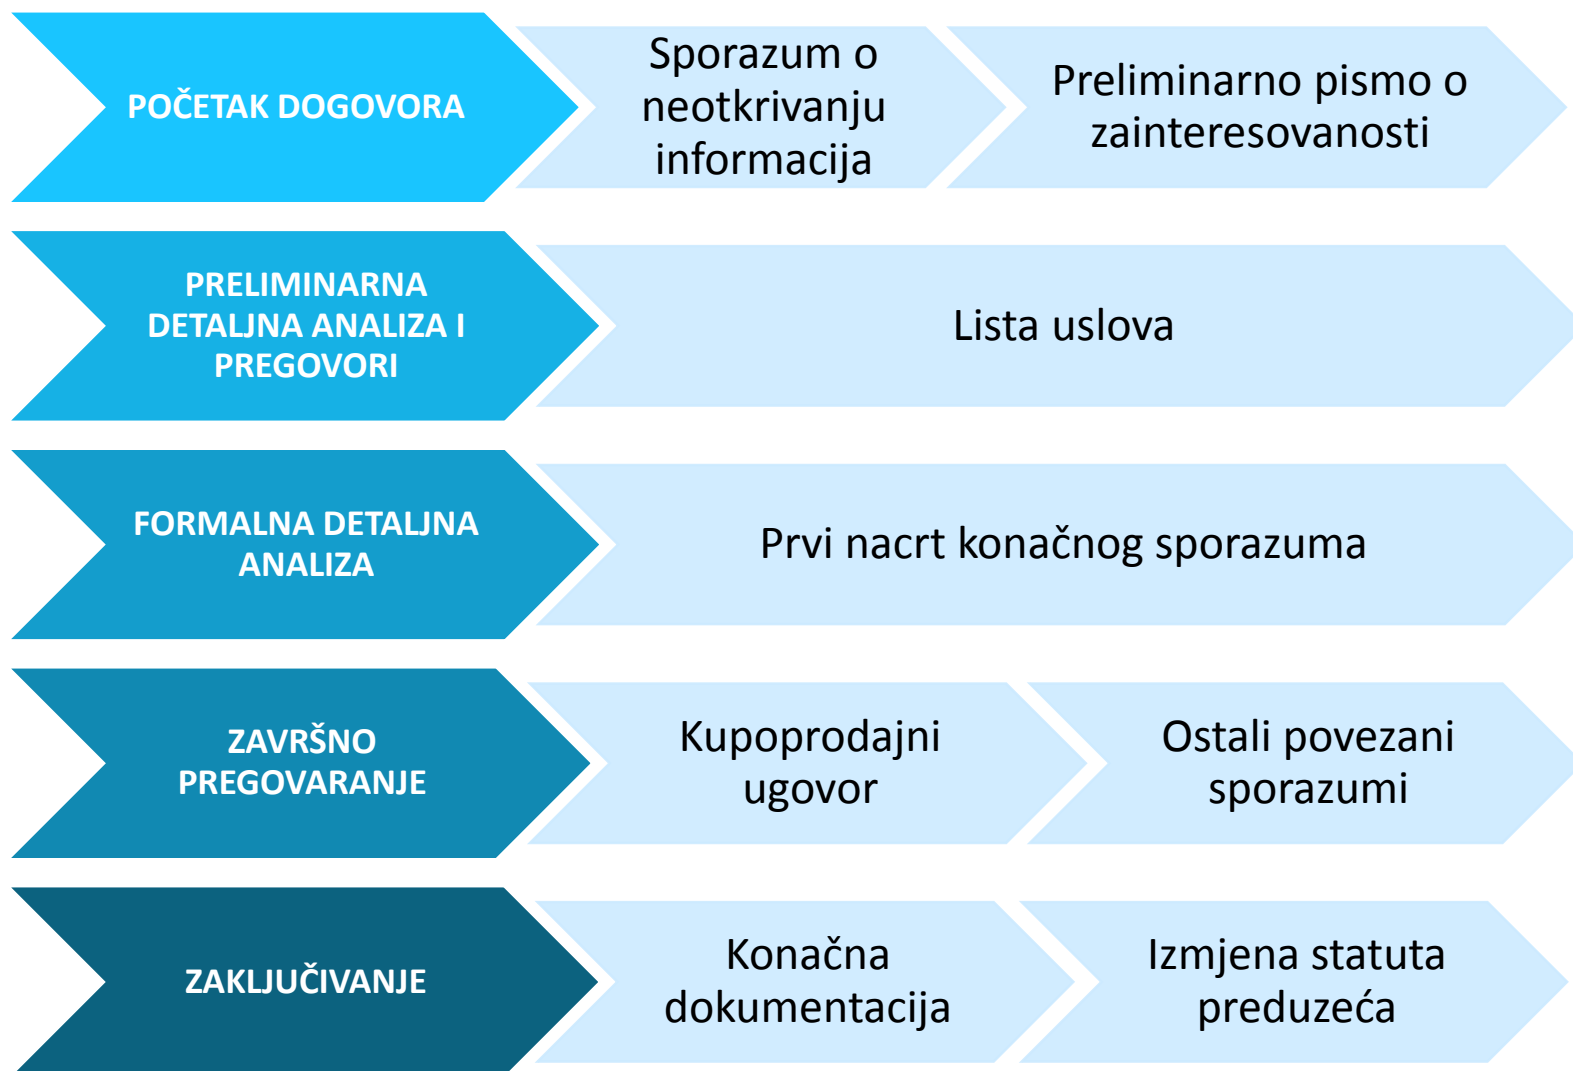 POČETAK DOGOVORA
Sporazum o
neotkrivanju
informacija
Preliminarno pismo o
zainteresovanosti
PRELIMINARNA
DETALJNA ANALIZA I
PREGOVORI
Lista uslova
FORMALNA DETALJNA
ANALIZA
Prvi nacrt konačnog sporazuma
ZAVRŠNO
PREGOVARANJE
Kupoprodajni
ugovor
Ostali povezani
sporazumi
ZAKLJUČIVANJE
Konačna
dokumentacija
Izmjena statuta
preduzeća